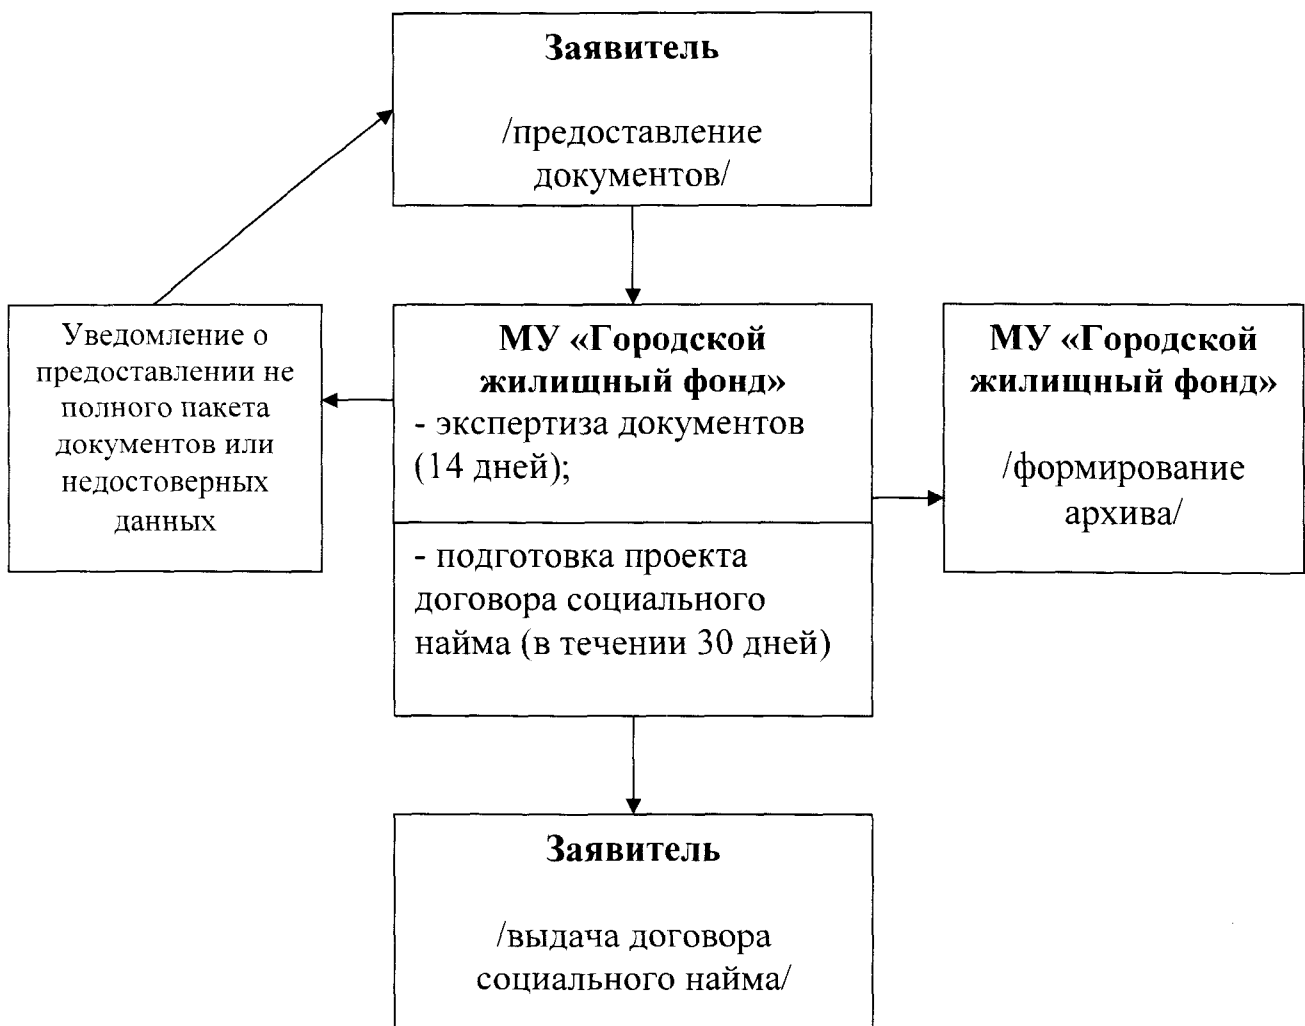 Заявитель
/предоставление
документов/
Уведомление о
предоставлении не
полного пакета
документов или
недостоверных
данных
МУ «Городской
жилищный фонд»
- экспертиза документов
(14 дней);
- подготовка проекта
договора социального
найма (в течении 30 дней)
МУ «Городской
жилищный фонд»
/формирование
архива/
Заявитель
/выдача договора
социального найма/